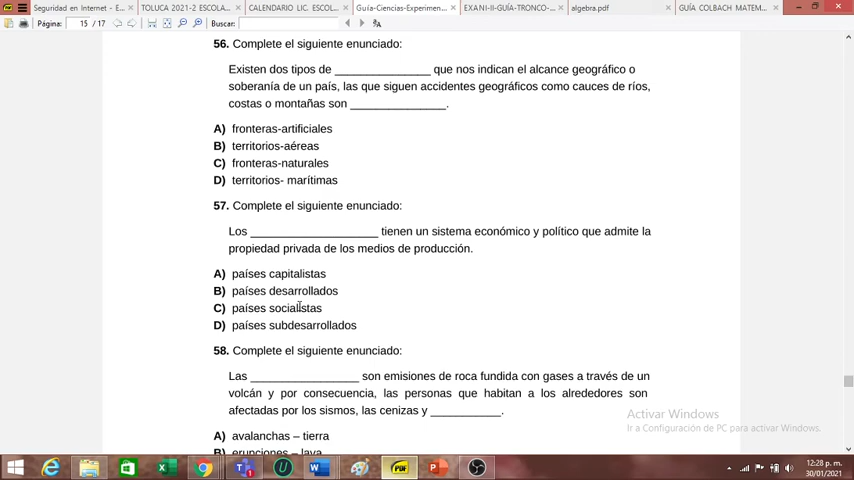 Seguridad en Internet - E...
TOLUCA 2021-2 ESCOLA...
CALENDARIO LIC. ESCOL...
Guía-Ciencias-Experimen...
EXANI-II-GUÍA-TRONCO-...
algebra.pdf
GUÍA COLBACH MATEM...
Página: 15 / 17 Buscar:
56. Complete el siguiente enunciado:
Existen dos tipos de _______________ que nos indican el alcance geográfico o
soberanía de un país, las que siguen accidentes geográficos como cauces de ríos,
costas o montañas son _______________.
A) fronteras-artificiales
B) territorios-aéreas
C) fronteras-naturales
D) territorios- marítimas
57. Complete el siguiente enunciado:
Los ____________________ tienen un sistema económico y político que admite la
propiedad privada de los medios de producción.
A) países capitalistas
B) países desarrollados
C) países socialistas
D) países subdesarrollados
58. Complete el siguiente enunciado:
Las _________________ son emisiones de roca fundida con gases a través de un
volcán y por consecuencia, las personas que habitan a los alrededores son
afectadas por los sismos, las cenizas y ___________.
A) avalanchas – tierra
B) erupciones – lava
Activar Windows
Ir a Configuración de PC para activar Windows.
12:28 p. m.
30/01/2021